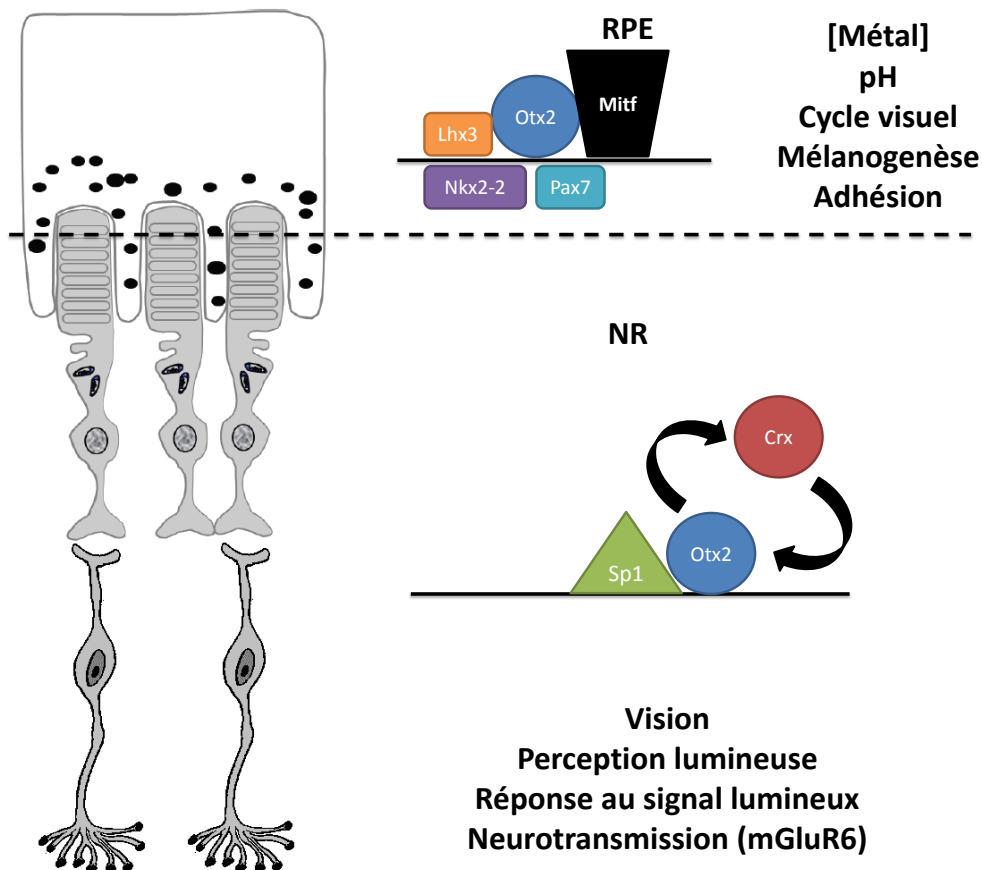 RPE
Lhx3
Otx2
Mitf
Nkx2-2
Pax7
[Métal]
pH
Cycle visuel
Mélanogenèse
Adhésion
NR
Crx
Otx2
Sp1
Vision
Perception lumineuse
Réponse au signal lumineux
Neurotransmission (mGluR6)